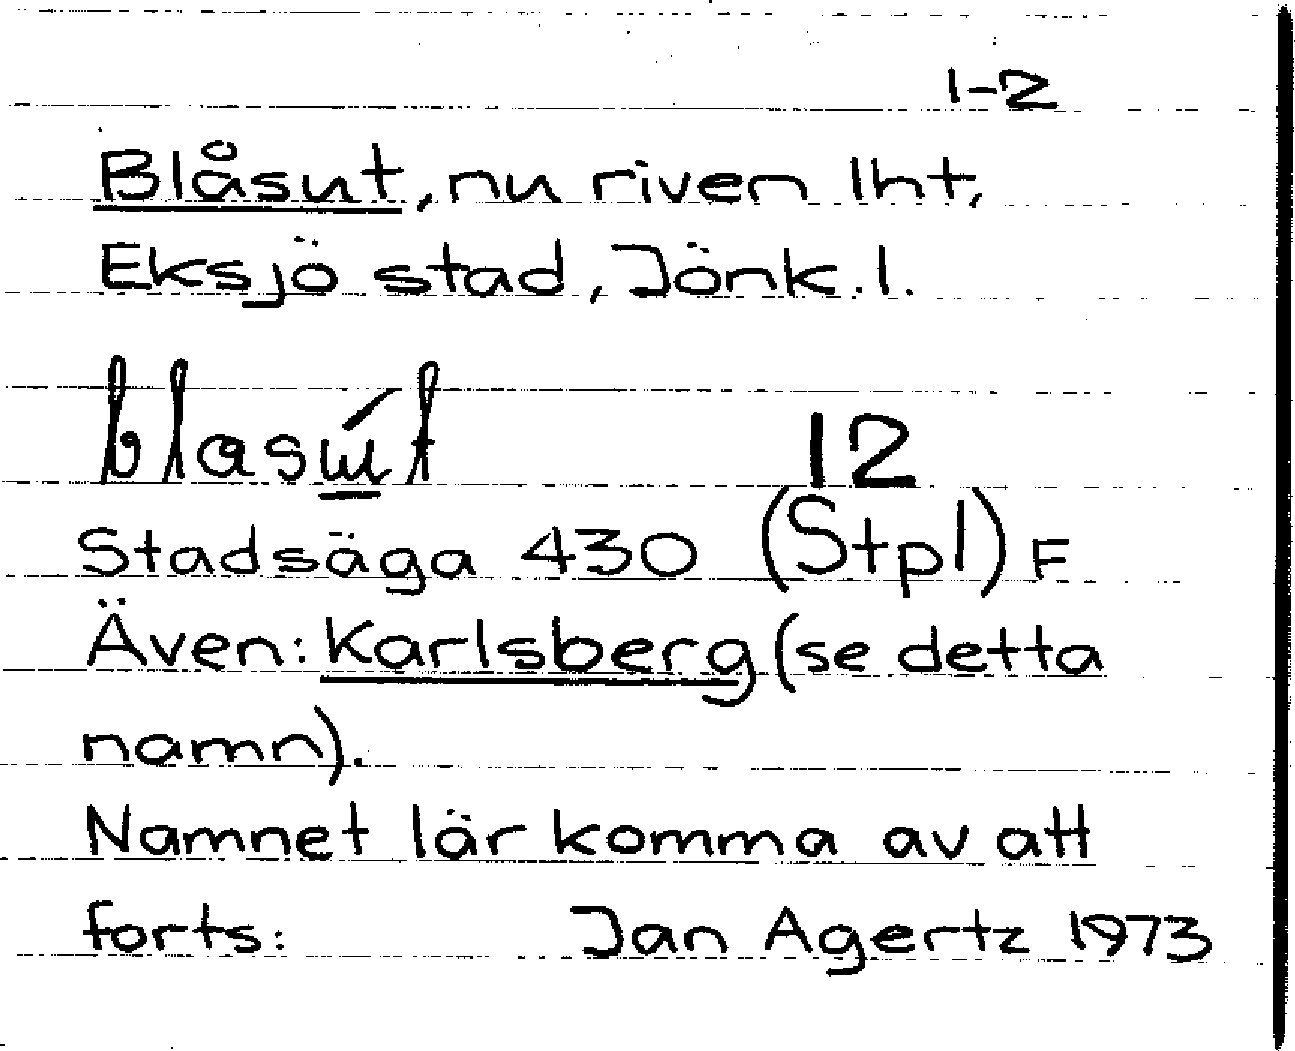 1-2
Blåsut, nu riven lht,
Eksjö stad, Jönk. l.
12
Stadsäga 430 (Stpl) F
Även: Karlsberg (se detta
namn).
Namnet lär komma av att
forts: Jan Agertz 1973